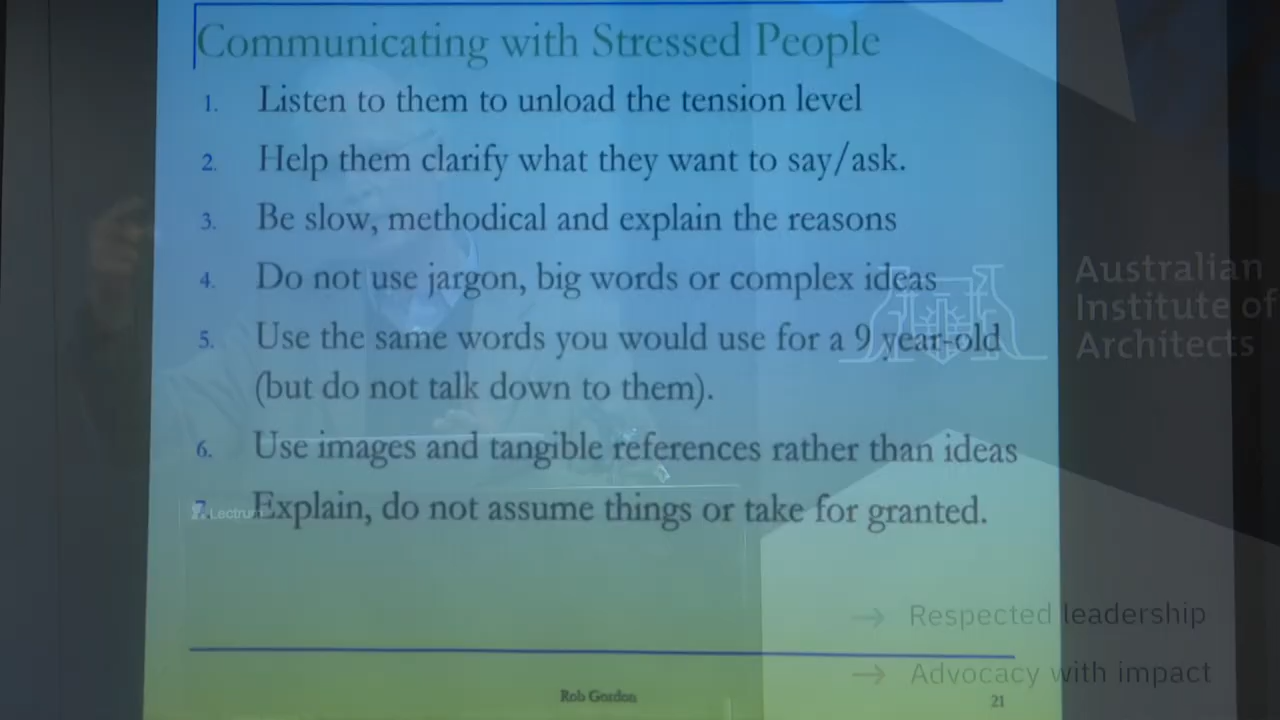 Communicating with Stressed People
1. Listen to them to unload the tension level
2. Help them clarify what they want to say/ask.
3. Be slow, methodical and explain the reasons
4. Do not use jargon, big words or complex ideas
5. Use the same words you would use for a 9 year-old
(but do not talk down to them).
6. Use images and tangible references rather than ideas
7. Explain, do not assume things or take for granted.
Lectrum
Rob Gordon
21
Australian
Institute of
Architects
→ Respected leadership
→ Advocacy with impact